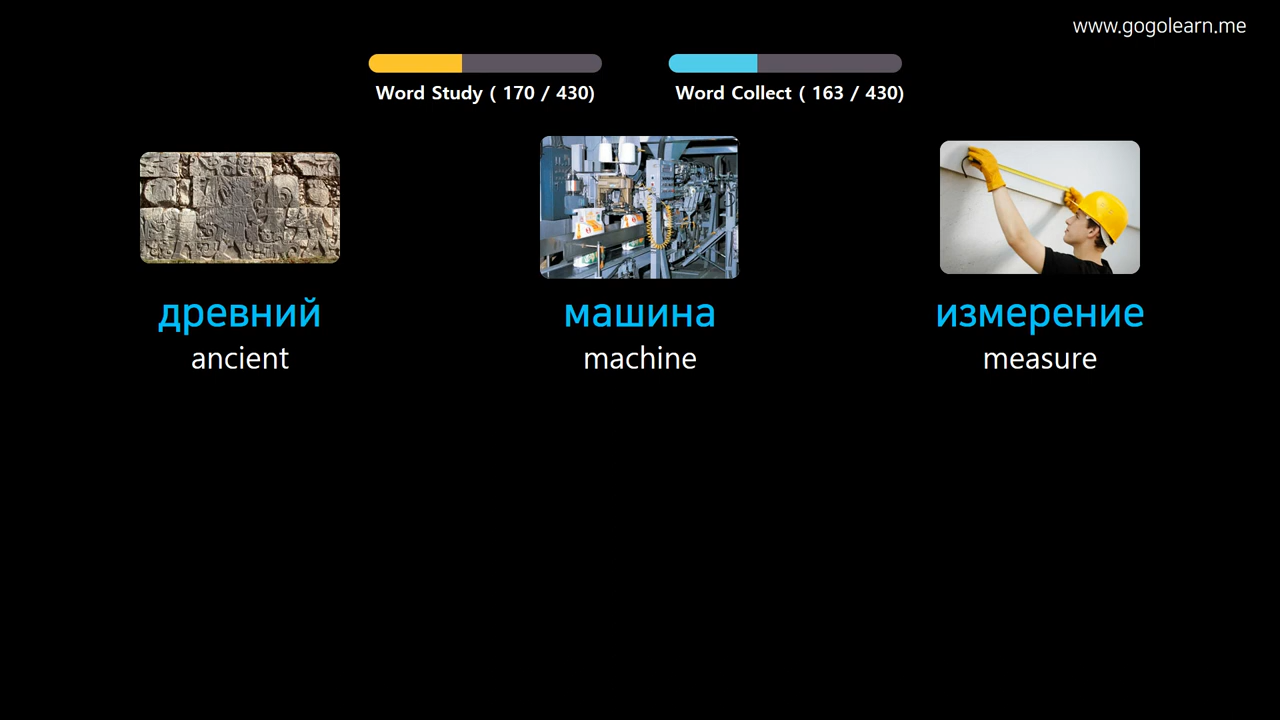 www.gogolearn.me
Word Study ( 170 / 430)
Word Collect ( 163 / 430)
древний
машина
измерение
ancient
machine
measure